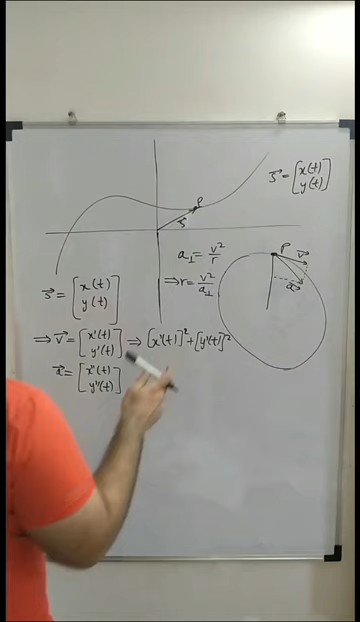 P
s⃗
s⃗ = [x(t)
y(t)]
a⊥ = v²/r
⇒ r = v²/a⊥
P
v⃗
a⃗
s⃗ = [x(t)
y(t)]
⇒ v⃗ = [x'(t)
y'(t)] ⇒ [x'(t)]² + [y'(t)]²
a⃗ = [x''(t)
y''(t)]